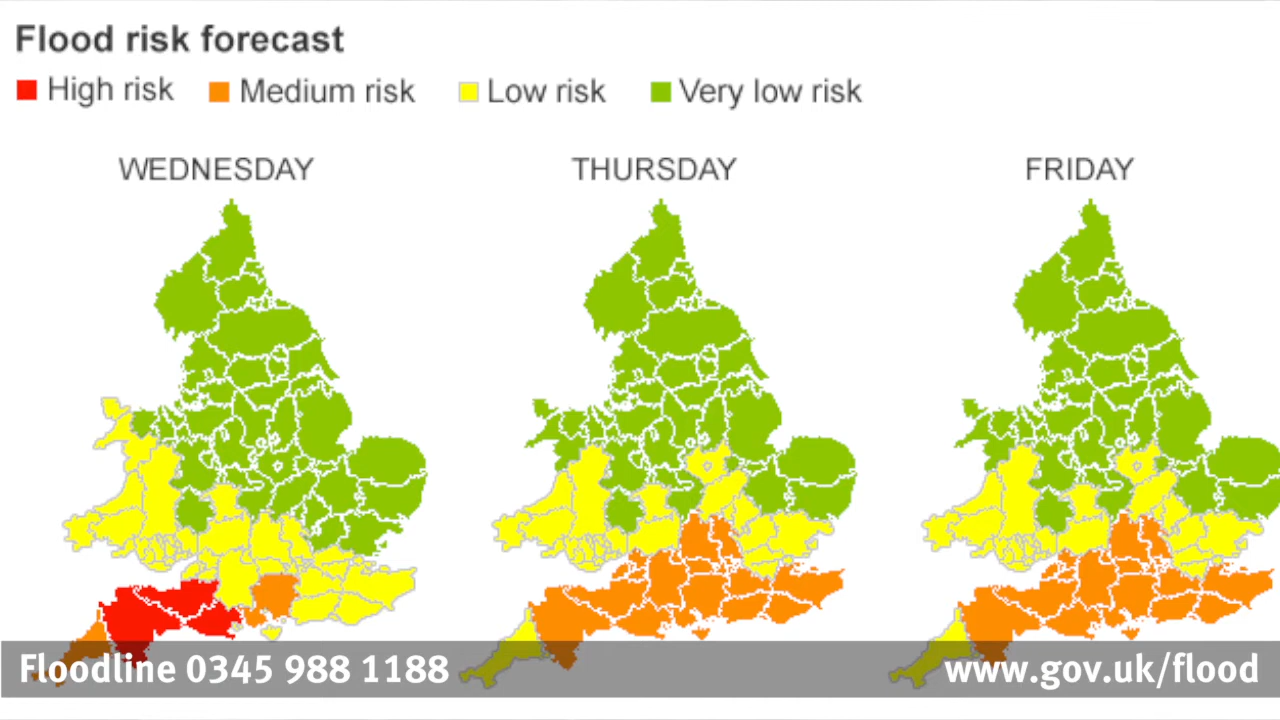 Flood risk forecast
High risk Medium risk Low risk Very low risk
WEDNESDAY THURSDAY FRIDAY
Floodline 0345 988 1188 www.gov.uk/flood